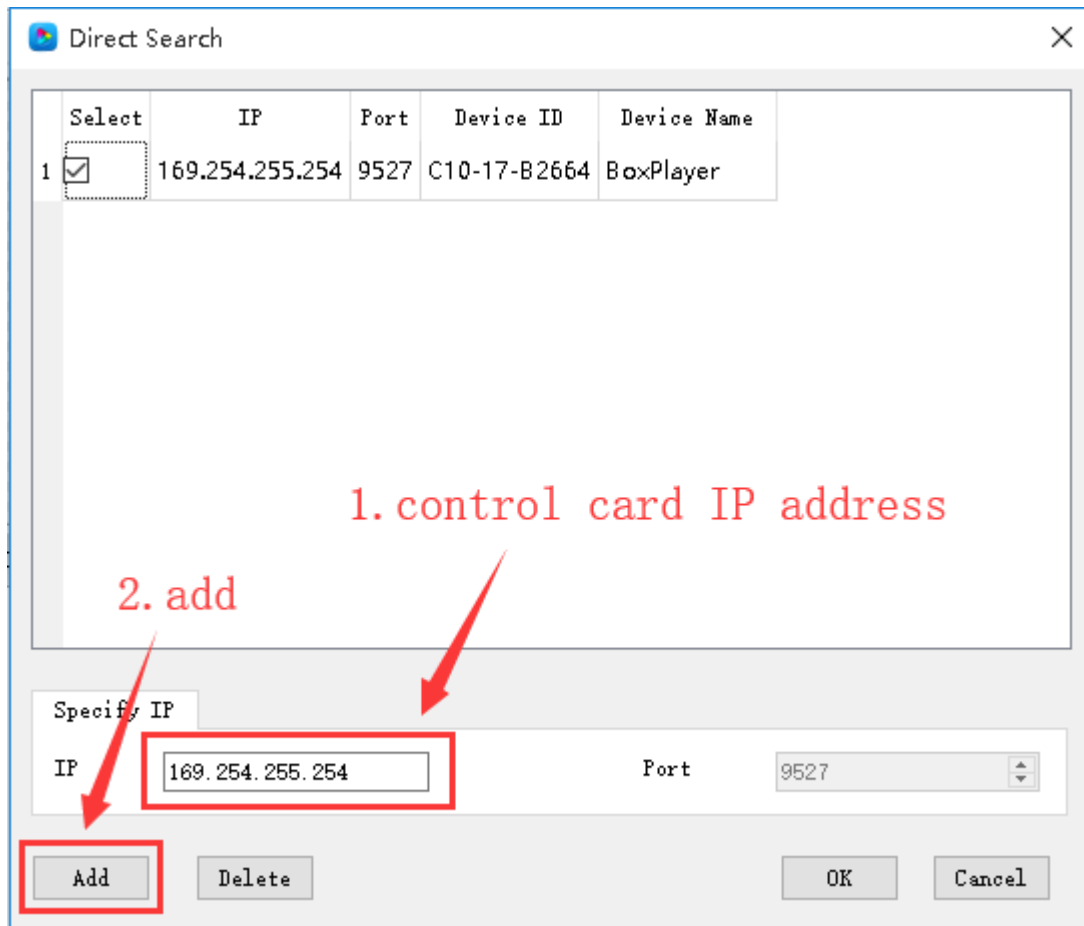 Direct Search
Select IP Port Device ID Device Name
1 169.254.255.254 9527 C10-17-B2664 BoxPlayer
1.control card IP address
2.add
Specify IP
IP 169.254.255.254 Port 9527
Add Delete OK Cancel